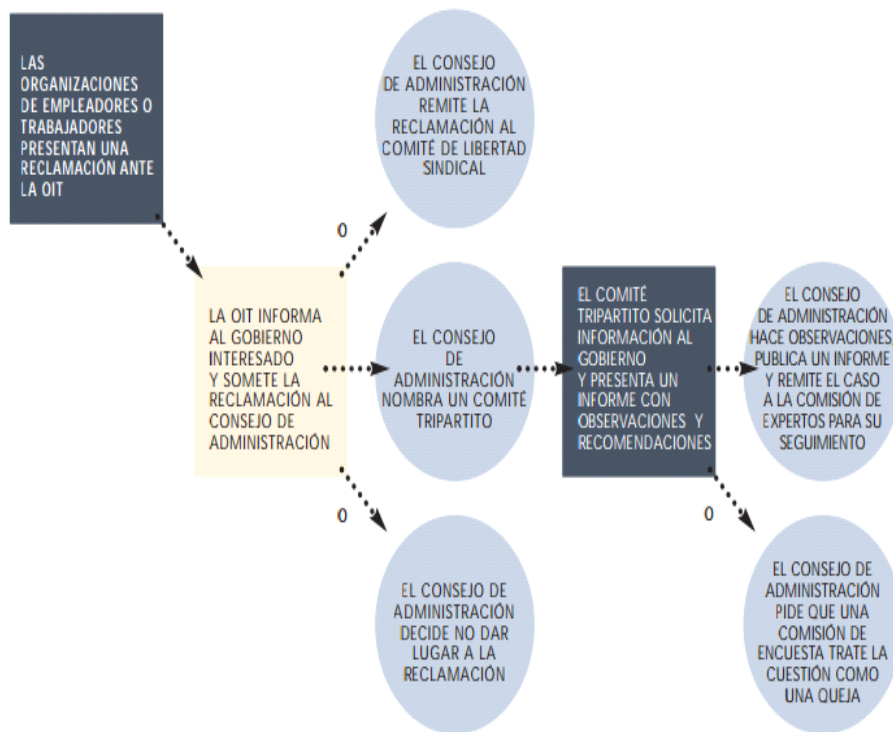 LAS
ORGANIZACIONES
DE EMPLEADORES O
TRABAJADORES
PRESENTAN UNA
RECLAMACIÓN ANTE
LA OIT
EL CONSEJO
DE ADMINISTRACIÓN
REMITE LA
RECLAMACIÓN AL
COMITÉ DE LIBERTAD
SINDICAL
O
LA OIT INFORMA
AL GOBIERNO
INTERESADO
Y SOMETE LA
RECLAMACIÓN AL
CONSEJO DE
ADMINISTRACIÓN
EL CONSEJO
DE
ADMINISTRACIÓN
NOMBRA UN COMITÉ
TRIPARTITO
EL COMITÉ
TRIPARTITO SOLICITA
INFORMACIÓN AL
GOBIERNO
Y PRESENTA UN
INFORME CON
OBSERVACIONES Y
RECOMENDACIONES
EL CONSEJO
DE ADMINISTRACIÓN
HACE OBSERVACIONES,
PUBLICA UN INFORME
Y REMITE EL CASO
A LA COMISIÓN DE
EXPERTOS PARA SU
SEGUIMIENTO
O
EL CONSEJO DE
ADMINISTRACIÓN
DECIDE NO DAR
LUGAR A LA
RECLAMACIÓN
O
EL CONSEJO DE
ADMINISTRACIÓN
PIDE QUE UNA
COMISIÓN DE
ENCUESTA TRATE LA
CUESTIÓN COMO
UNA QUEJA